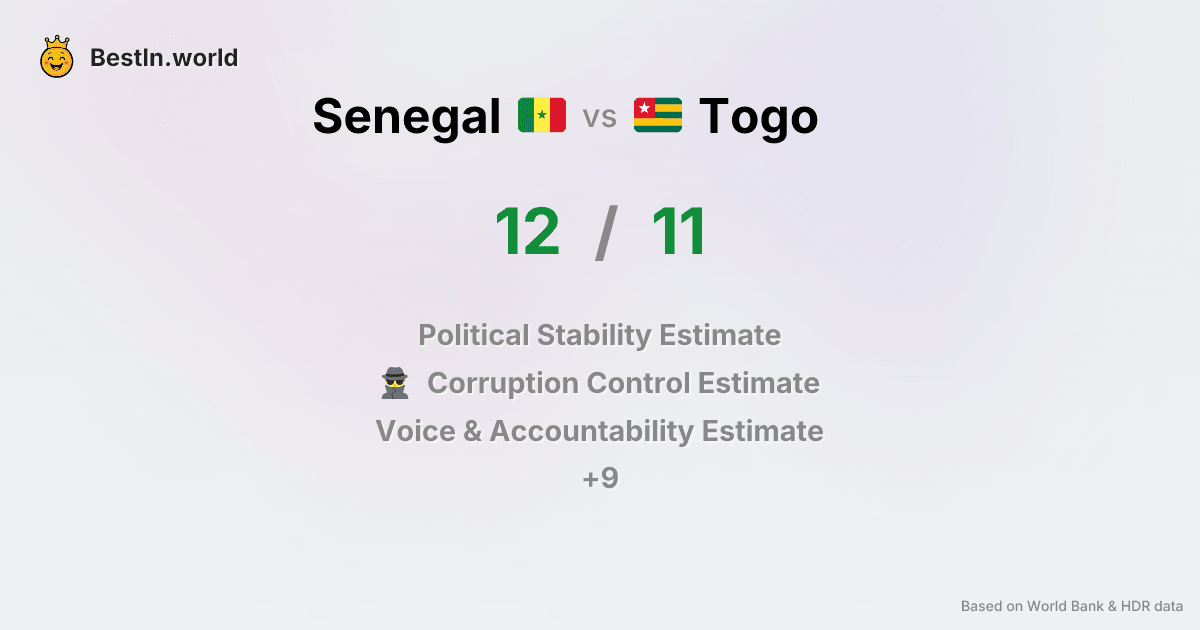 BestIn.world
Senegal vs Togo
12 / 11
Political Stability Estimate
Corruption Control Estimate
Voice & Accountability Estimate
+9
Based on World Bank & HDR data